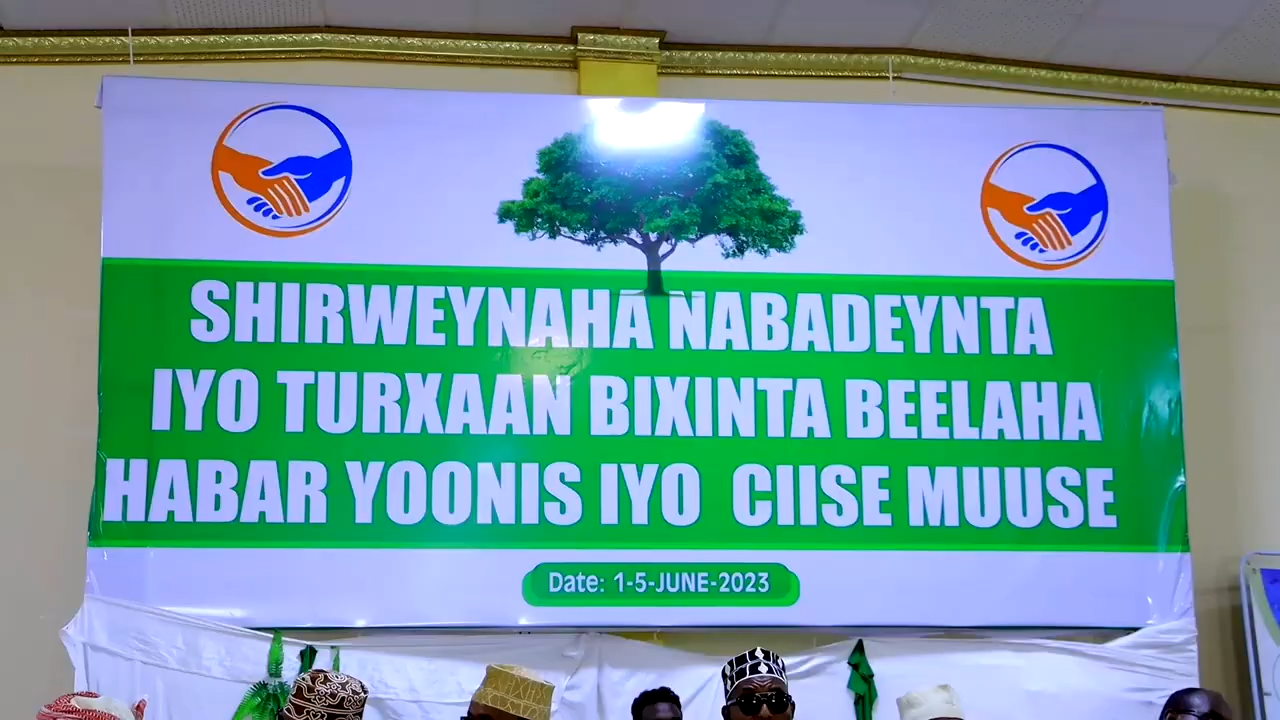 SHIRWEYNAHA NABADEYNTA
IYO TURXAAN BIXINTA BEELAHA
HABAR YOONIS IYO CIISE MUUSE
Date: 1-5-JUNE-2023